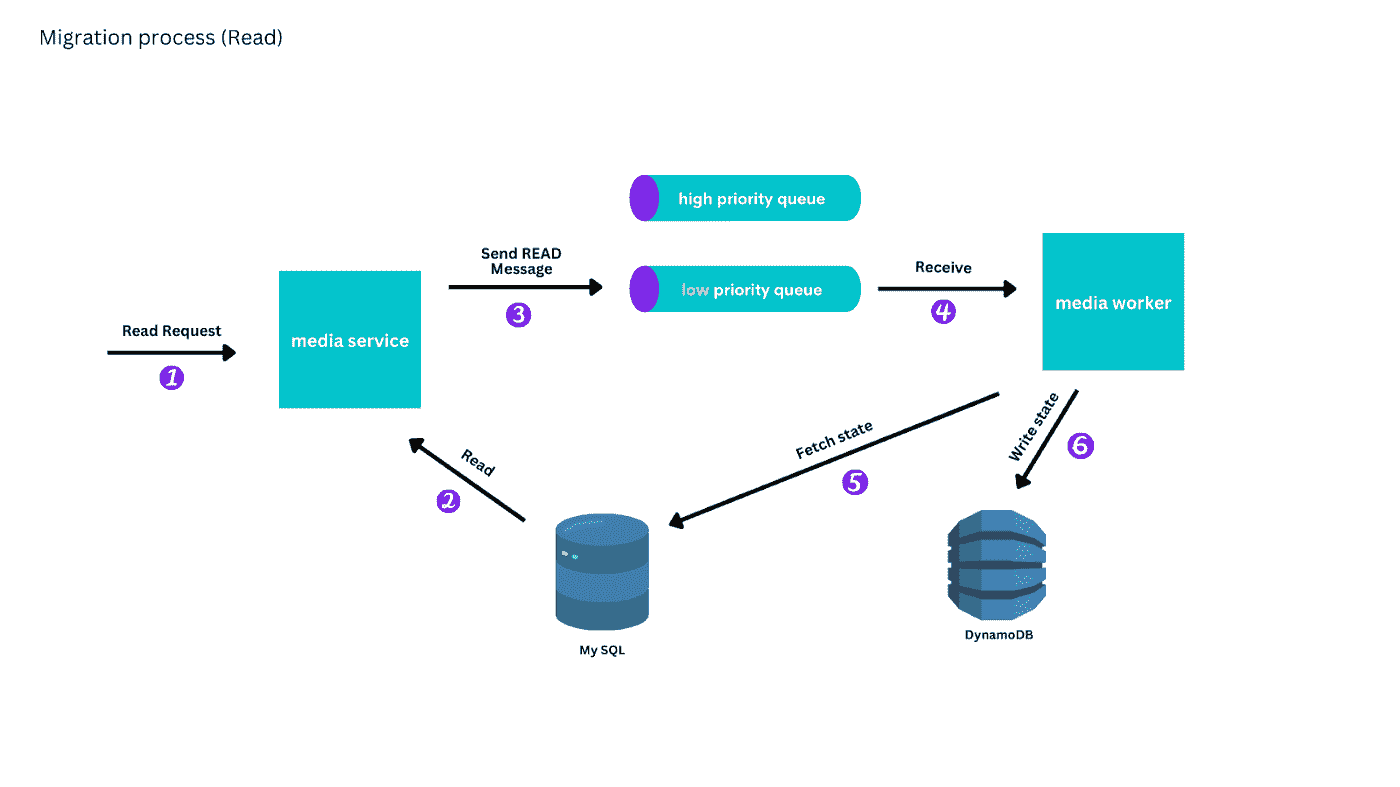 Migration process (Read)
high priority queue
Send READ
Message
low priority queue
Receive
3
4
media worker
Read Request
media service
1
Fetch state
Write state
6
Read
5
2
My SQL
DynamoDB